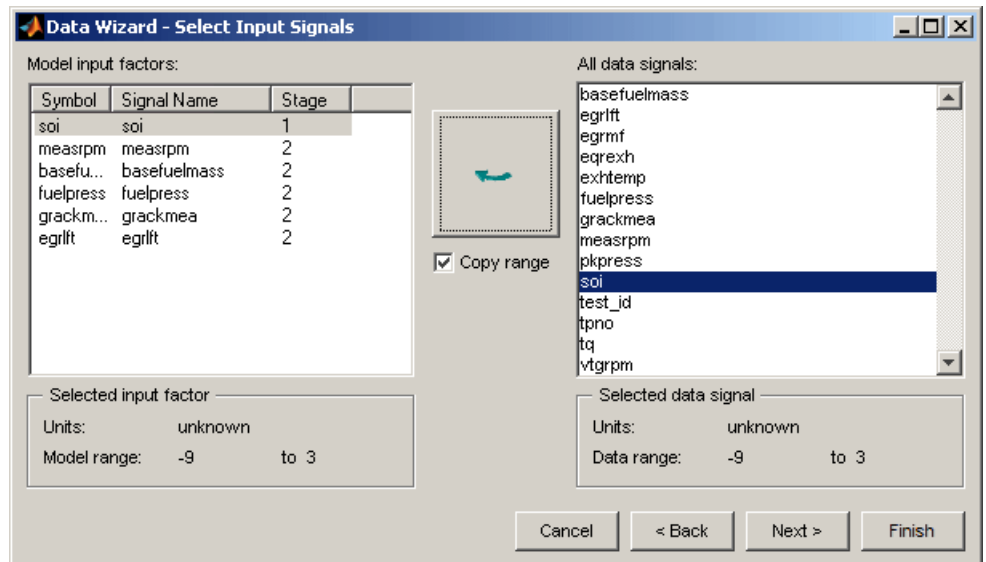 Data Wizard - Select Input Signals
Model input factors:
Symbol Signal Name Stage
soi soi 1
measrpm measrpm 2
basefu... basefuelmass 2
fuelpress fuelpress 2
grackm... grackmea 2
egrlft egrlft 2
Copy range
All data signals:
basefuelmass
egrlft
egrmf
eqrexh
exhtemp
fuelpress
grackmea
measrpm
pkpress
soi
test_id
tpno
tq
vtgrpm
Selected input factor
Units: unknown
Model range: -9 to 3
Selected data signal
Units: unknown
Data range: -9 to 3
Cancel
< Back
Next >
Finish